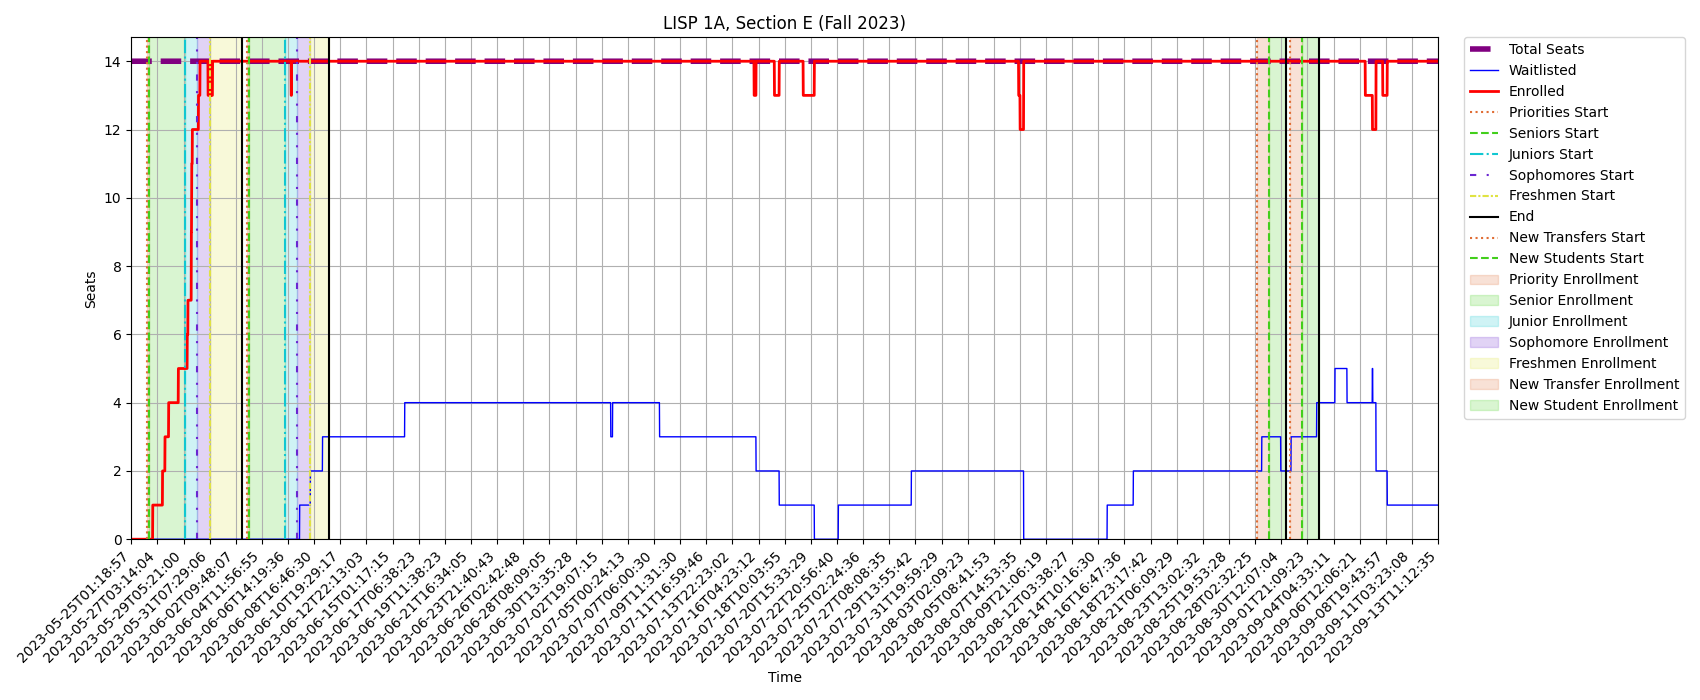 LISP 1A, Section E (Fall 2023)
Seats
14
12
10
8
6
4
2
0
2023-05-25T01:18:57
2023-05-27T03:14:04
2023-05-29T05:21:00
2023-05-31T07:29:06
2023-06-02T09:48:07
2023-06-04T11:56:55
2023-06-06T14:19:36
2023-06-08T16:46:30
2023-06-10T19:29:17
2023-06-12T22:13:03
2023-06-15T01:17:15
2023-06-17T06:38:23
2023-06-19T11:38:23
2023-06-21T16:34:05
2023-06-23T21:40:43
2023-06-26T02:42:48
2023-06-28T08:09:05
2023-06-30T13:35:28
2023-07-02T19:07:15
2023-07-05T00:24:13
2023-07-07T06:00:30
2023-07-09T11:31:30
2023-07-11T16:59:46
2023-07-13T22:23:02
2023-07-16T04:23:12
2023-07-18T10:03:55
2023-07-20T15:33:29
2023-07-22T20:56:40
2023-07-25T02:24:36
2023-07-27T08:08:35
2023-07-29T13:55:42
2023-07-31T19:59:29
2023-08-03T02:09:23
2023-08-05T08:41:53
2023-08-07T14:53:35
2023-08-09T21:06:19
2023-08-12T03:38:27
2023-08-14T10:16:30
2023-08-16T16:47:36
2023-08-18T23:17:42
2023-08-21T06:09:29
2023-08-23T13:02:32
2023-08-25T19:53:28
2023-08-28T02:32:25
2023-08-30T12:07:04
2023-09-01T21:09:23
2023-09-04T04:33:11
2023-09-06T12:06:21
2023-09-08T19:43:57
2023-09-11T03:23:08
2023-09-13T11:12:35
Time
Total Seats
Waitlisted
Enrolled
Priorities Start
Seniors Start
Juniors Start
Sophomores Start
Freshmen Start
End
New Transfers Start
New Students Start
Priority Enrollment
Senior Enrollment
Junior Enrollment
Sophomore Enrollment
Freshmen Enrollment
New Transfer Enrollment
New Student Enrollment